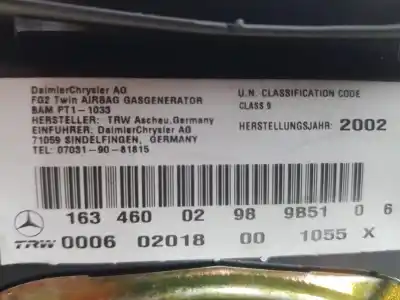 DaimlerChrysler AG
FG2 Twin AIRBAG GASGENERATOR
BAM PT1-1033
HERSTELLER: TRW Aschau,Germany
EINFUHRER: DaimlerChrysler AG
71059 SINDELFINGEN, GERMANY
TEL: 07031-90-81815
U.N. CLASSIFICATION CODE
CLASS 9
HERSTELLUNGSJAHR: 2002
163 460 02 98 9B51 0 6
TRW 0006 02018 00 1055 X